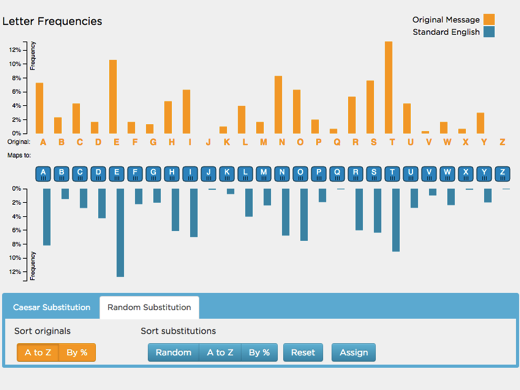 Letter Frequencies
Original Message
Standard English
Frequency
12%
10%
8%
6%
4%
2%
0%
Original: A B C D E F G H I J K L M N O P Q R S T U V W X Y Z
Maps to:
A B C D E F G H I J K L M N O P Q R S T U V W X Y Z
0%
2%
4%
6%
8%
10%
12%
Frequency
Caesar Substitution Random Substitution
Sort originals Sort substitutions
A to Z By % Random A to Z By % Reset Assign